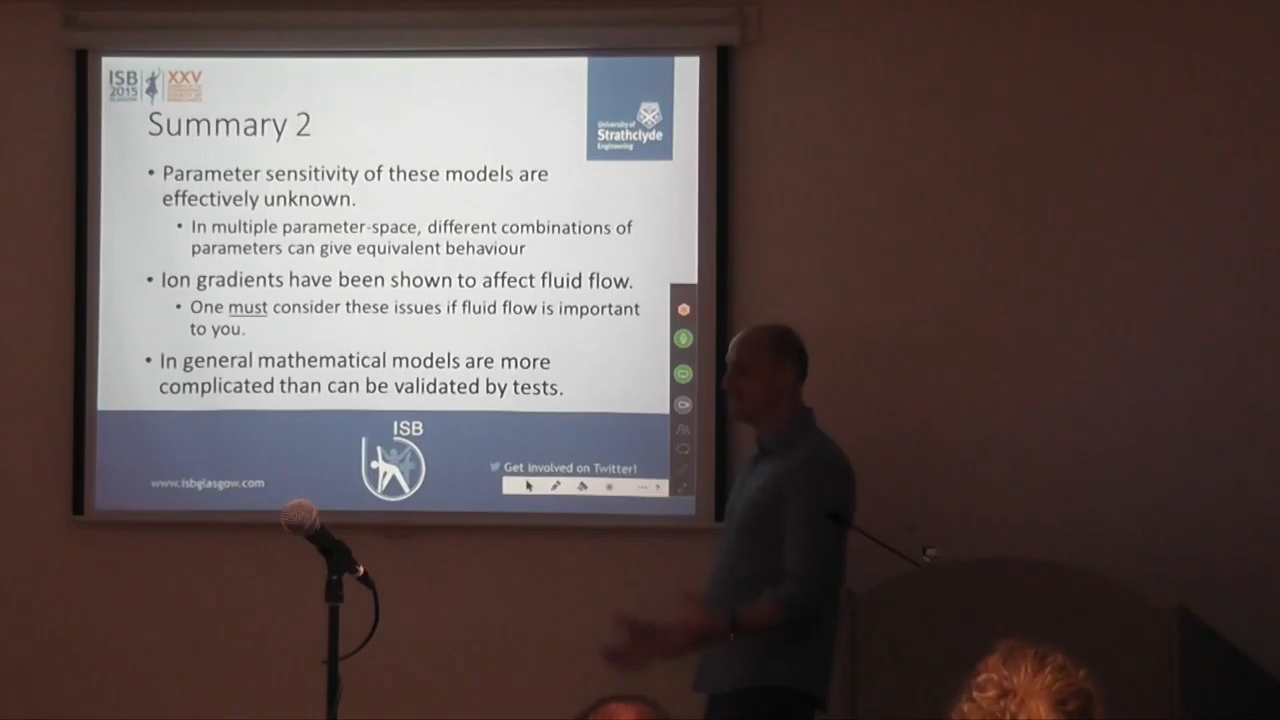 ISB
2015
XXV
University of
Strathclyde
Engineering
Summary 2
• Parameter sensitivity of these models are
effectively unknown.
• In multiple parameter-space, different combinations of
parameters can give equivalent behaviour
• Ion gradients have been shown to affect fluid flow.
• One must consider these issues if fluid flow is important
to you.
• In general mathematical models are more
complicated than can be validated by tests.
ISB
Get involved on Twitter!
www.isbglasgow.com